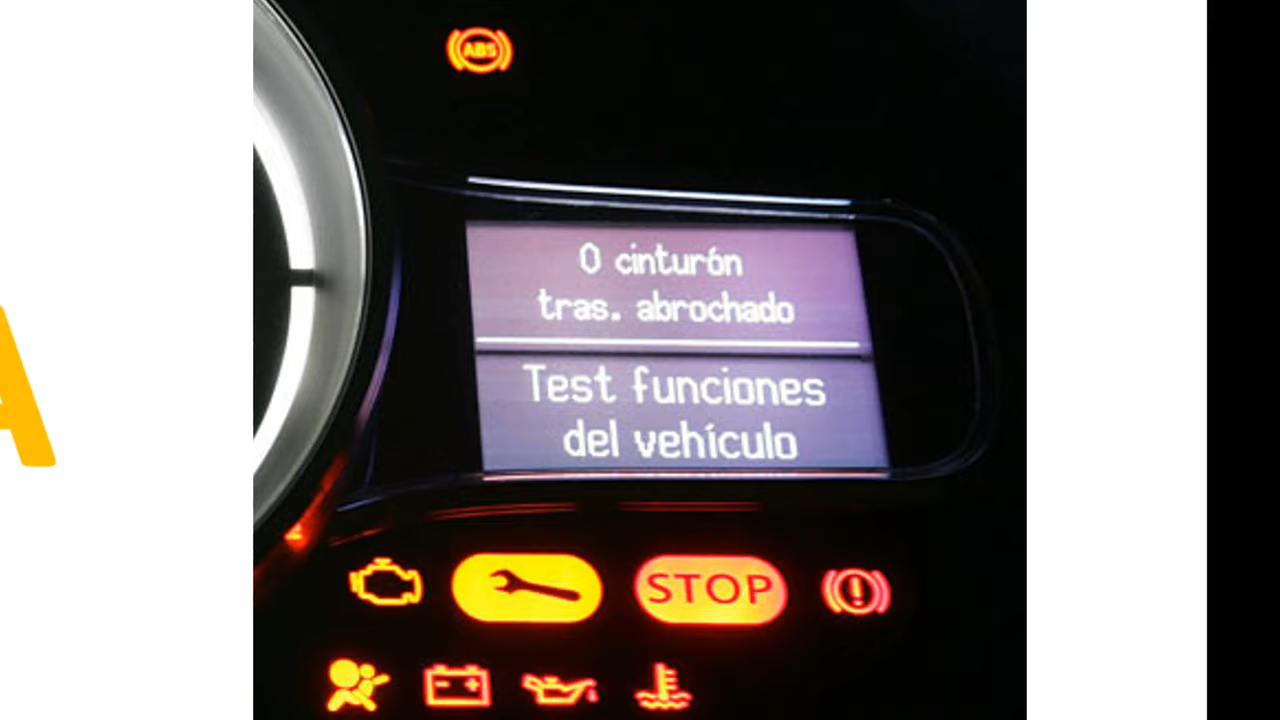 A
ABS
0 cinturón
tras. abrochado
Test funciones
del vehículo
STOP